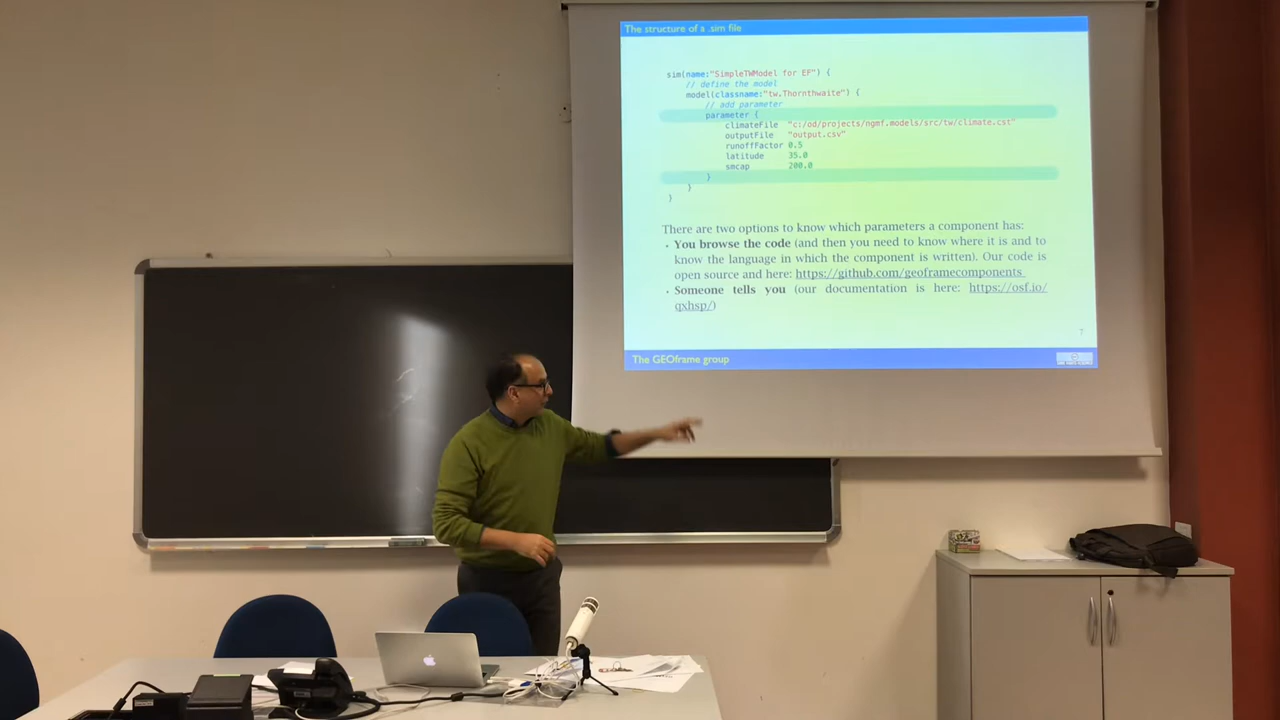 The structure of a .sim file
sim(name:"SimpleTWModel for EF") {
// define the model
model(classname:"tw.Thornthwaite") {
// add parameter
parameter {
climateFile "c:/od/projects/ngmf.models/src/tw/climate.cst"
outputFile "output.csv"
runoffFactor 0.5
latitude 35.0
smcap 200.0
}
}
}
There are two options to know which parameters a component has:
• You browse the code (and then you need to know where it is and to
know the language in which the component is written). Our code is
open source and here: https://github.com/geoframecomponents
• Someone tells you (our documentation is here: https://osf.io/
qxhsp/)
7
The GEOframe group